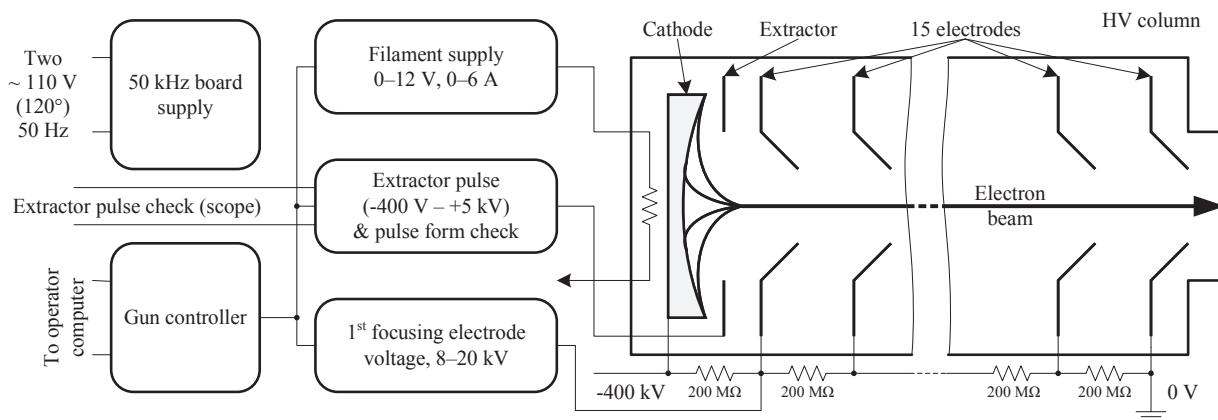 Two
~ 110 V
(120°)
50 Hz
50 kHz board
supply
Filament supply
0–12 V, 0–6 A
Extractor pulse check (scope)
Extractor pulse
(-400 V – +5 kV)
& pulse form check
To operator
computer
Gun controller
1st focusing electrode
voltage, 8–20 kV
Cathode
Extractor
15 electrodes
HV column
Electron
beam
-400 kV
200 MΩ
200 MΩ
200 MΩ
200 MΩ
0 V